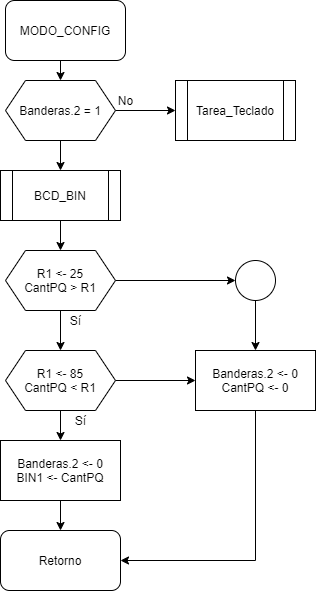 MODO_CONFIG
Banderas.2 = 1
No
Tarea_Teclado
BCD_BIN
R1 <- 25
CantPQ > R1
Sí
R1 <- 85
CantPQ < R1
Banderas.2 <- 0
CantPQ <- 0
Sí
Banderas.2 <- 0
BIN1 <- CantPQ
Retorno